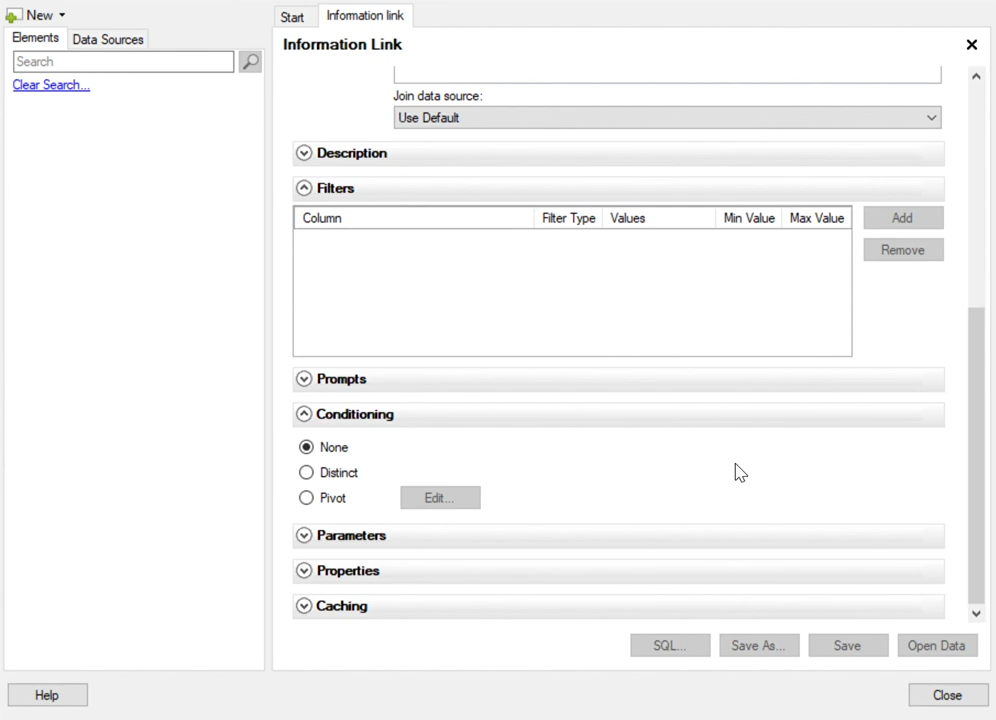 New
Start
Information link
Elements
Data Sources
Search
Clear Search...
Information Link
Join data source:
Use Default
Description
Filters
Column Filter Type Values Min Value Max Value
Add
Remove
Prompts
Conditioning
None
Distinct
Pivot
Edit...
Parameters
Properties
Caching
SQL... Save As... Save Open Data
Help
Close